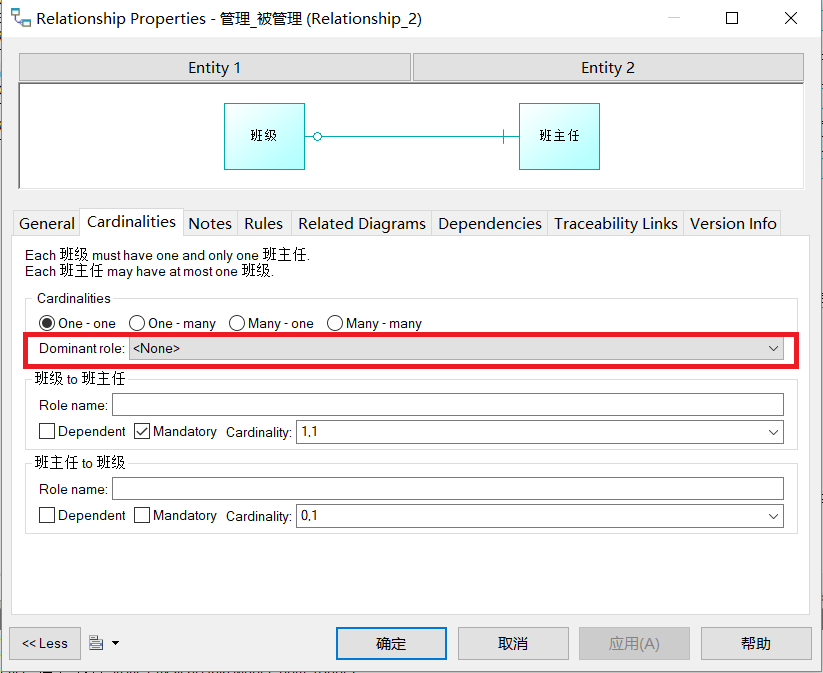 Relationship Properties - 管理_被管理 (Relationship_2)
Entity 1 Entity 2
班级 班主任
General Cardinalities Notes Rules Related Diagrams Dependencies Traceability Links Version Info
Each 班级 must have one and only one 班主任.
Each 班主任 may have at most one 班级.
Cardinalities
One - one One - many Many - one Many - many
Dominant role: <None>
班级 to 班主任
Role name:
Dependent Mandatory Cardinality: 1,1
班主任 to 班级
Role name:
Dependent Mandatory Cardinality: 0,1
<< Less 确定 取消 应用(A) 帮助